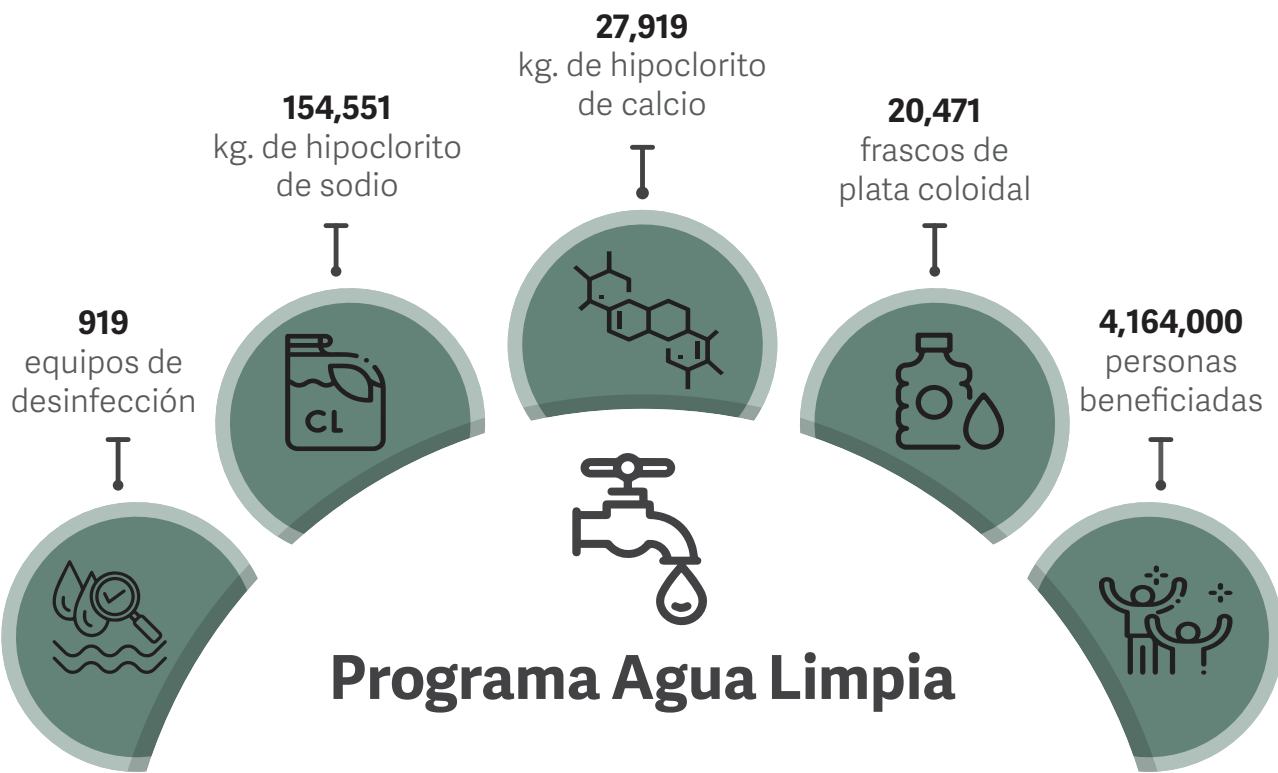 919
equipos de
desinfección
154,551
kg. de hipoclorito
de sodio
27,919
kg. de hipoclorito
de calcio
20,471
frascos de
plata coloidal
4,164,000
personas
beneficiadas
CL
Programa Agua Limpia